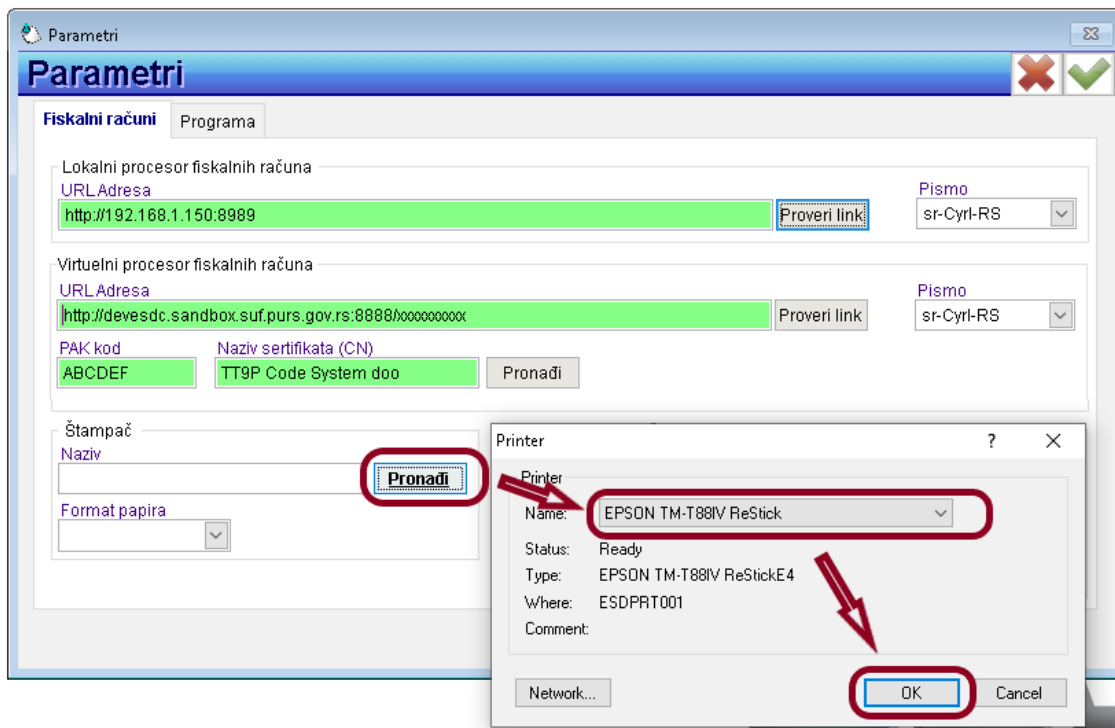 Parametri
Parametri
Fiskalni računi Programa
Lokalni procesor fiskalnih računa
URL Adresa Pismo
http://192.168.1.150:8989 Proveri link sr-Cyrl-RS
Virtuelni procesor fiskalnih računa
URL Adresa Pismo
http://devesdc.sandbox.suf.purs.gov.rs:8888/xxxxxxxxxx Proveri link sr-Cyrl-RS
PAK kod Naziv sertifikata (CN)
ABCDEF TT9P Code System doo Pronađi
Štampač
Naziv
Pronađi
Format papira
Printer ?
Printer
Name: EPSON TM-T88IV ReStick
Status: Ready
Type: EPSON TM-T88IV ReStickE4
Where: ESDPRT001
Comment:
Network... OK Cancel